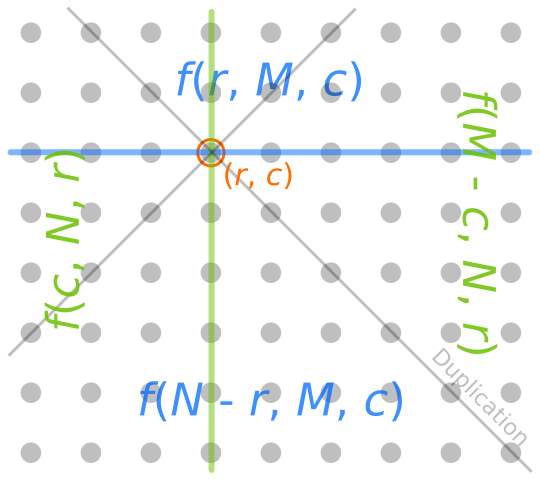 f(r, M, c)
(r, c)
f(c, N, r)
f(M - c, N, r)
f(N - r, M, c)
Duplication